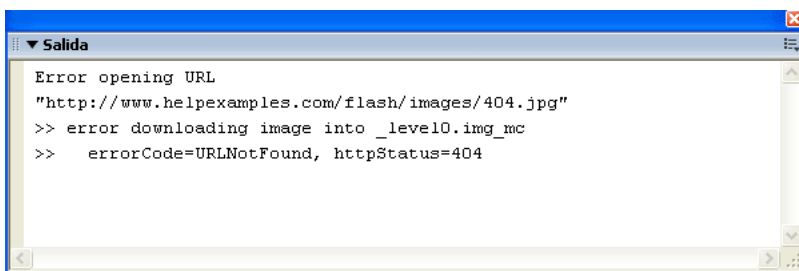 Salida
Error opening URL
"http://www.helpexamples.com/flash/images/404.jpg"
>> error downloading image into _level0.img_mc
>>   errorCode=URLNotFound, httpStatus=404